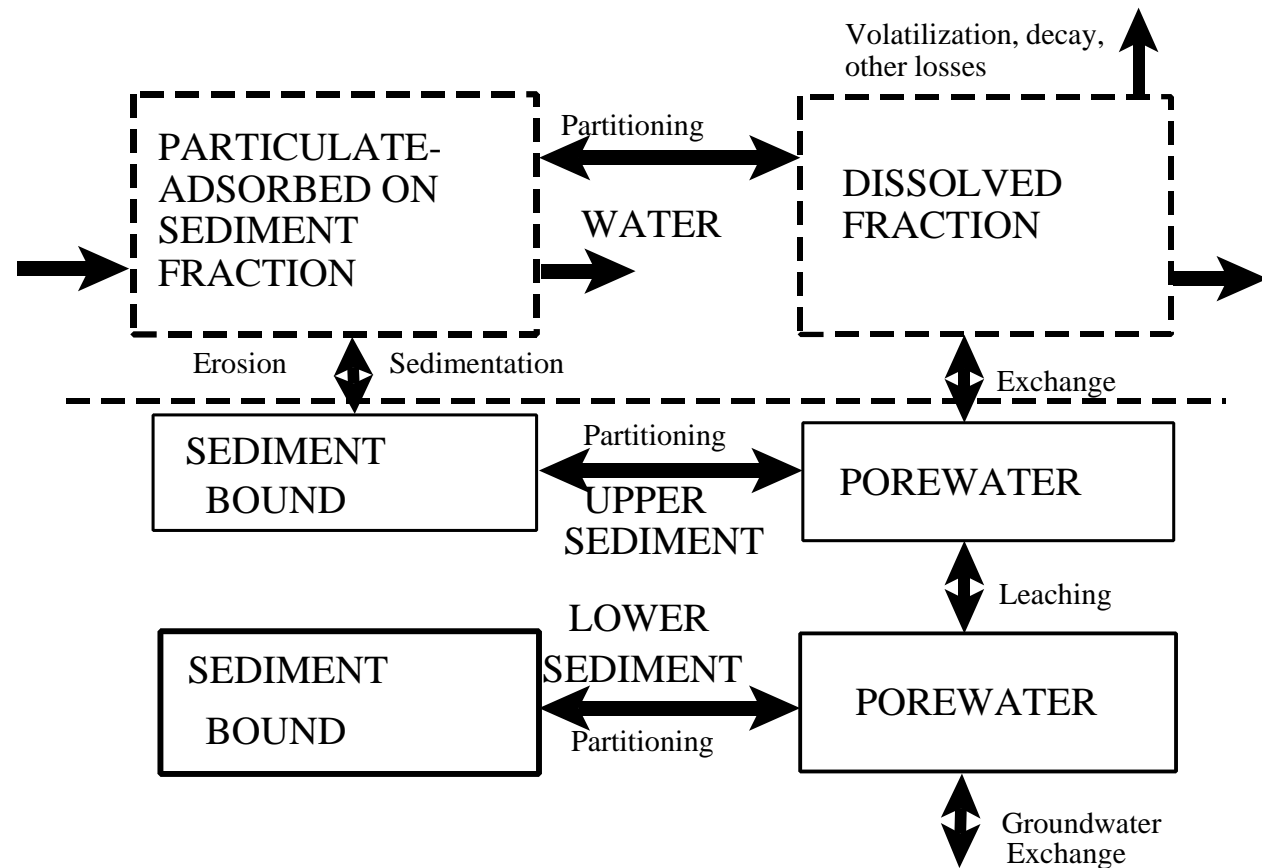 Volatilization, decay,
other losses
PARTICULATE-
ADSORBED ON
SEDIMENT
FRACTION
Partitioning
WATER
DISSOLVED
FRACTION
Erosion
Sedimentation
Exchange
SEDIMENT
BOUND
Partitioning
UPPER
SEDIMENT
POREWATER
Leaching
SEDIMENT
BOUND
LOWER
SEDIMENT
Partitioning
POREWATER
Groundwater
Exchange